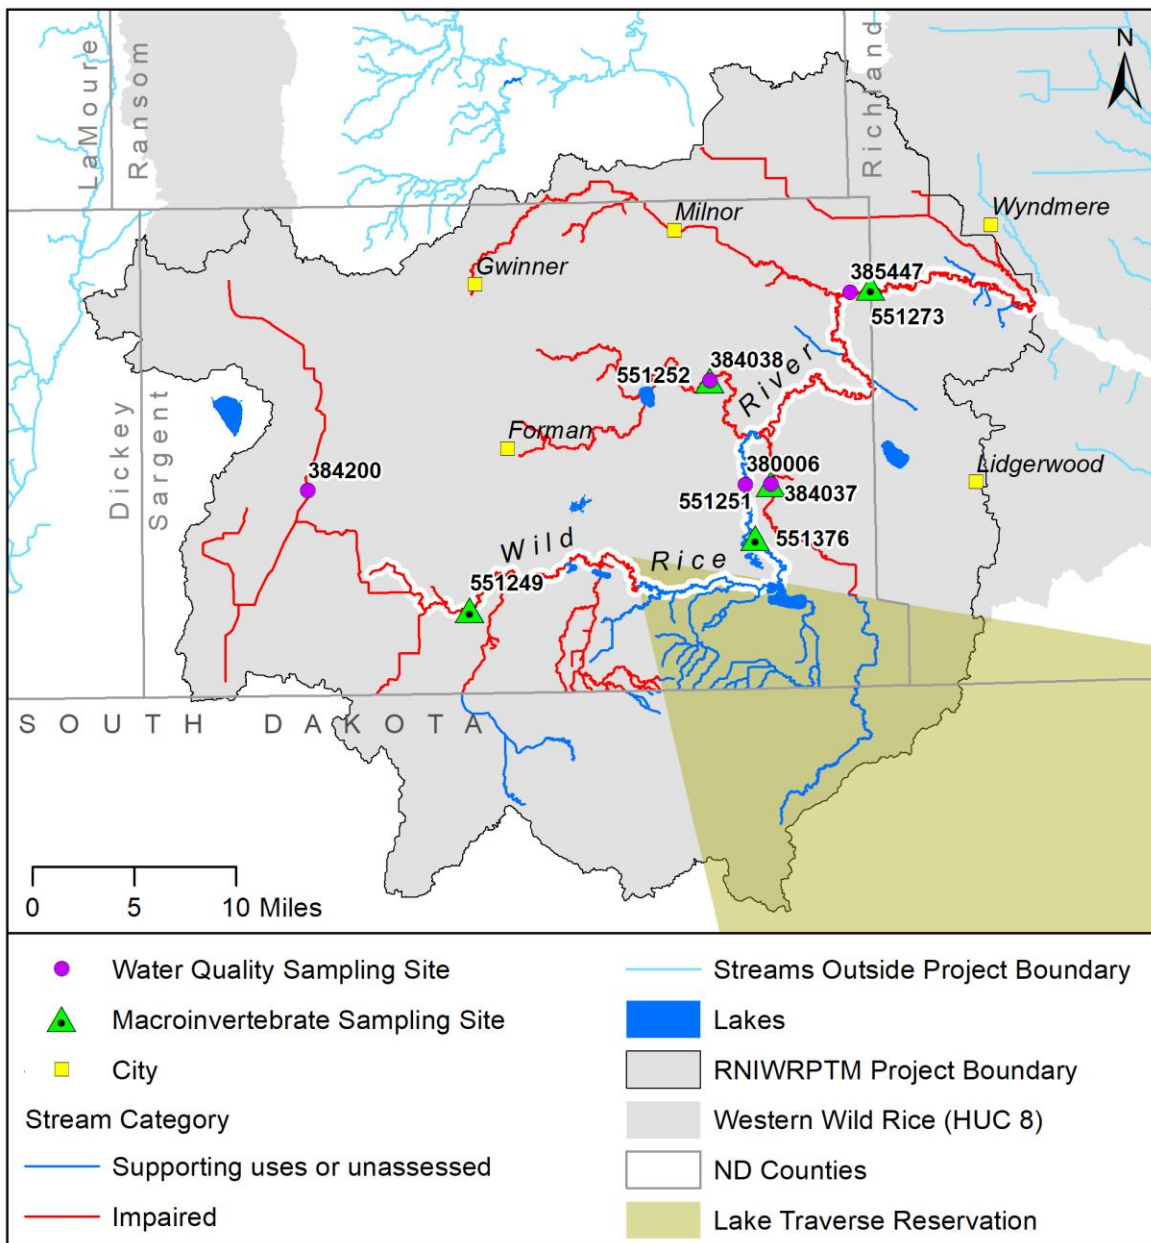 LaMoure
Ransom
Richland
N
Wyndmere
Milnor
Gwinner
385447
551273
384038
551252
River
Forman
Dickey
Sargent
384200
380006
551251
384037
Lidgerwood
551376
Wild
Rice
551249
SOUTH DAKOTA
0 5 10 Miles
Water Quality Sampling Site
Macroinvertebrate Sampling Site
City
Stream Category
Supporting uses or unassessed
Impaired
Streams Outside Project Boundary
Lakes
RNIWRPTM Project Boundary
Western Wild Rice (HUC 8)
ND Counties
Lake Traverse Reservation